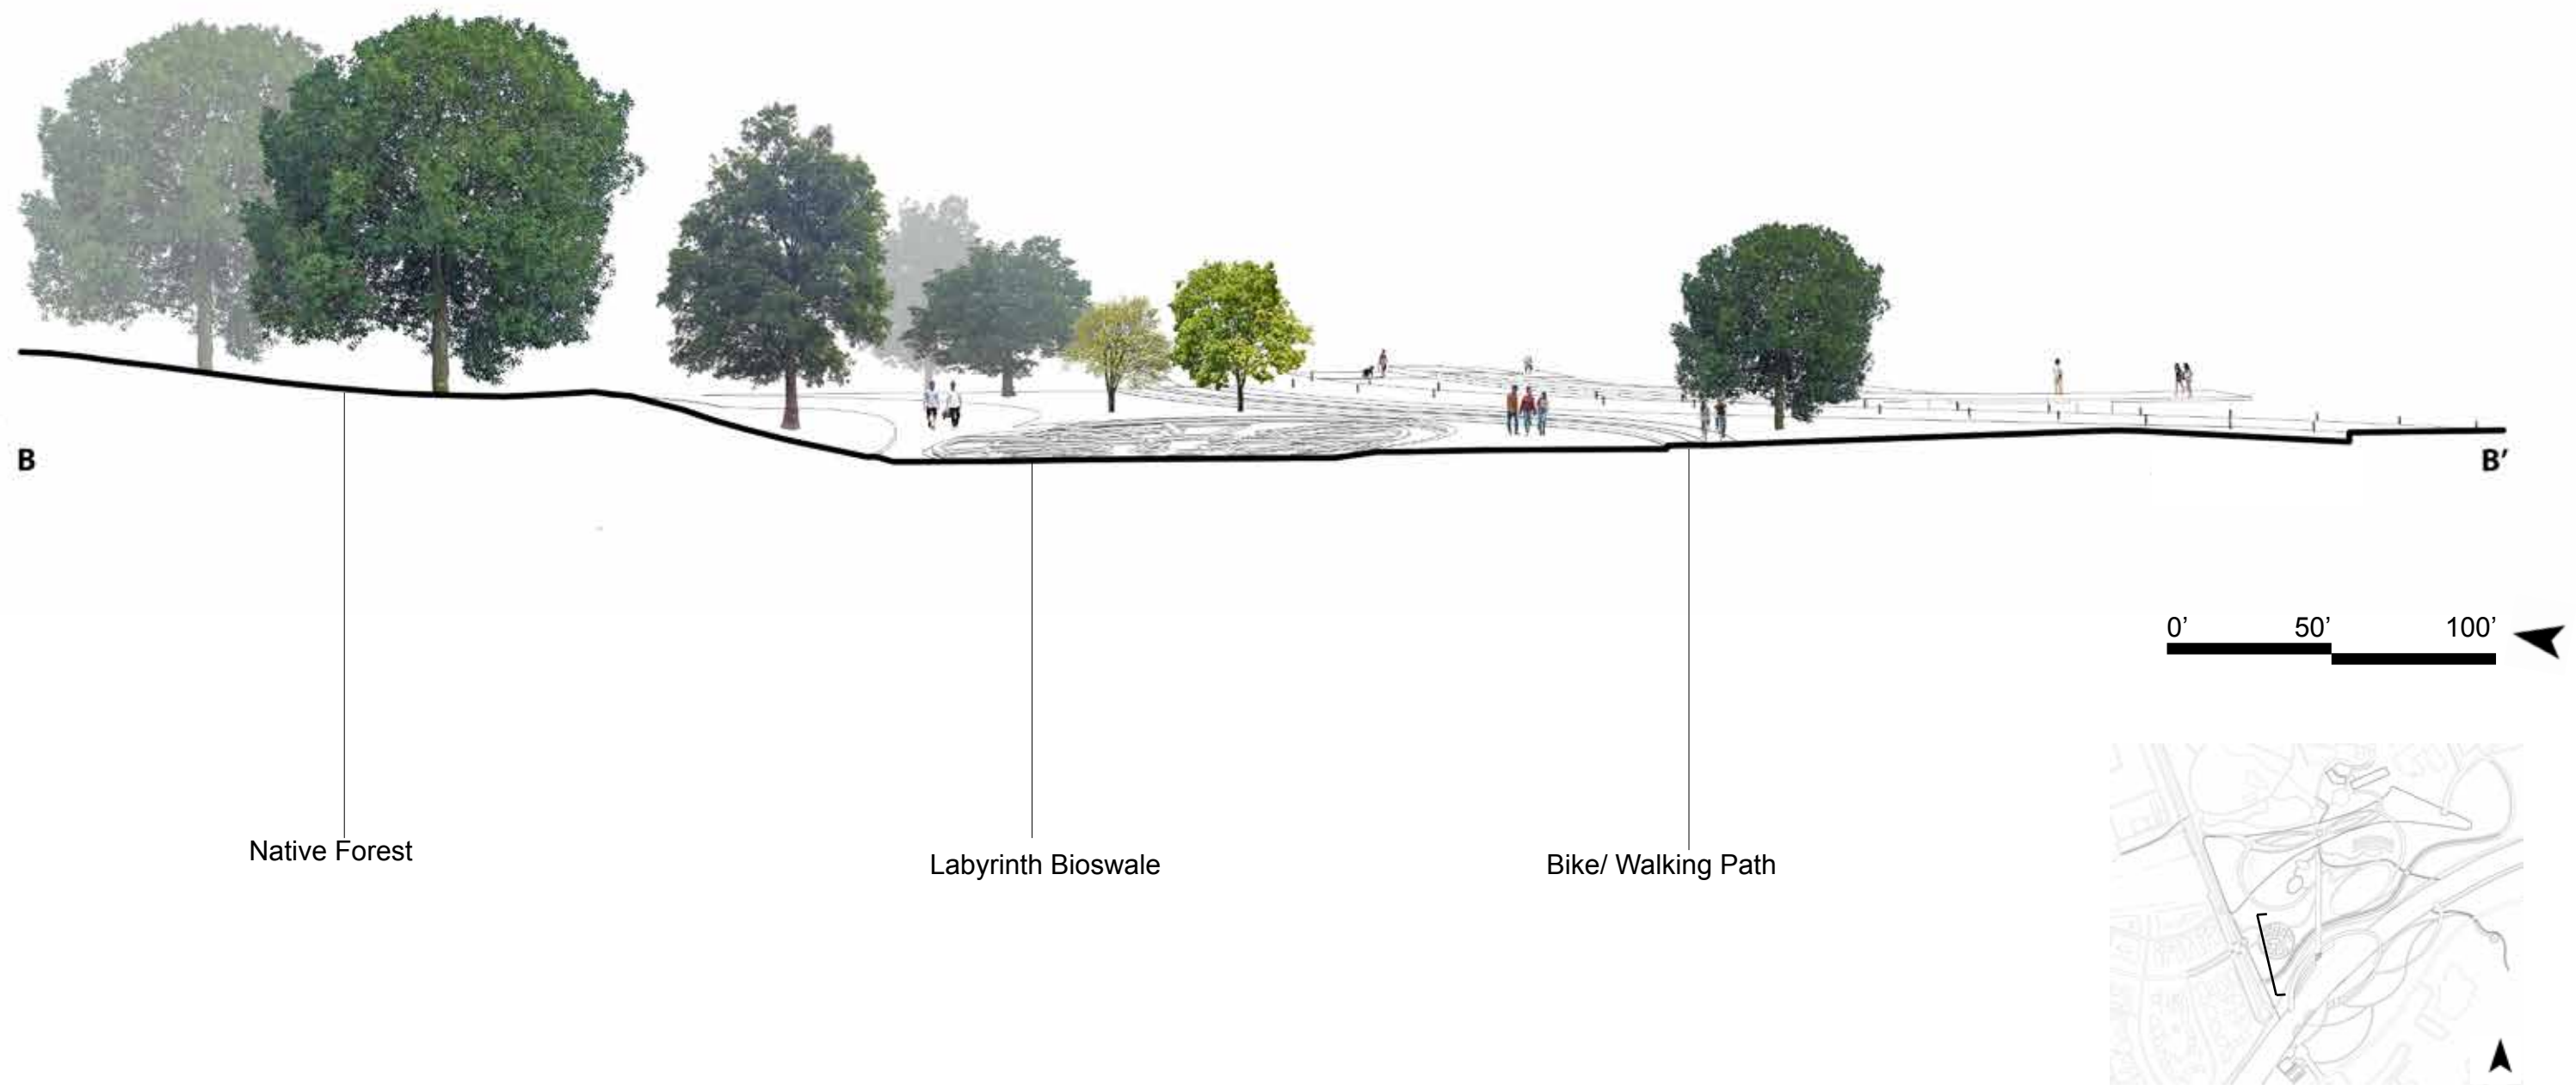 B
B’
0’ 50’ 100’
Native Forest
Labyrinth Bioswale
Bike/ Walking Path